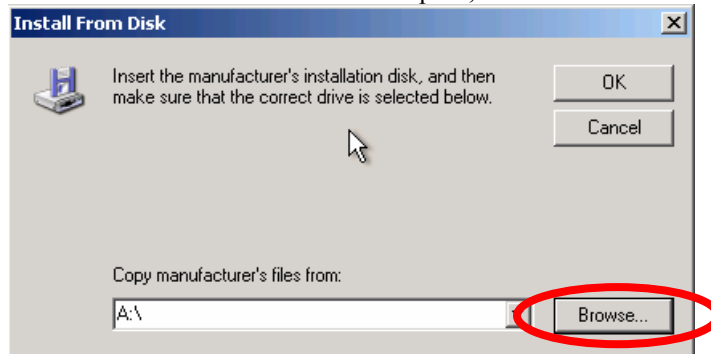 Install From Disk
Insert the manufacturer's installation disk, and then
make sure that the correct drive is selected below.
OK
Cancel
Copy manufacturer's files from:
A:\
Browse...